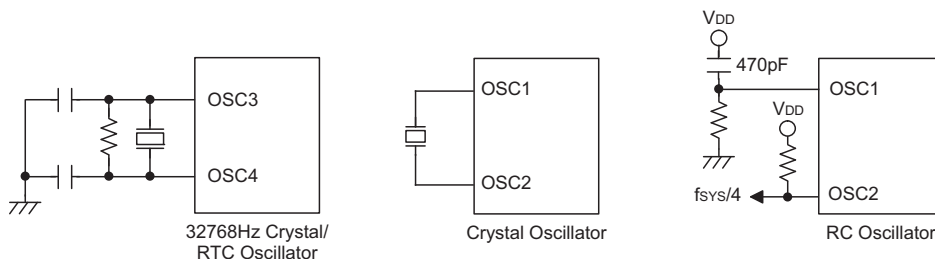 OSC3
OSC4
32768Hz Crystal/
RTC Oscillator
OSC1
OSC2
Crystal Oscillator
VDD
470pF
OSC1
VDD
fSYS/4
OSC2
RC Oscillator